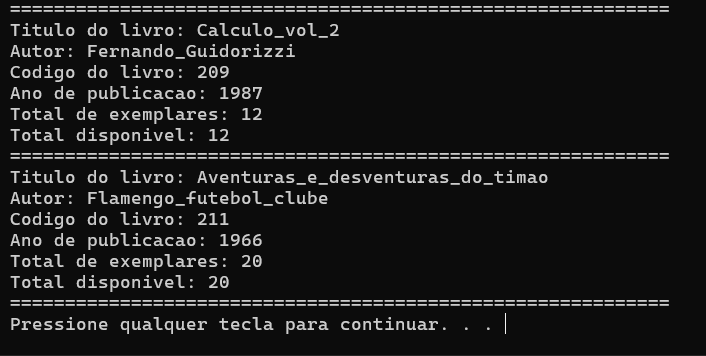 ============================================================
Titulo do livro: Calculo_vol_2
Autor: Fernando_Guidorizzi
Codigo do livro: 209
Ano de publicacao: 1987
Total de exemplares: 12
Total disponivel: 12
============================================================
Titulo do livro: Aventuras_e_desventuras_do_timao
Autor: Flamengo_futebol_clube
Codigo do livro: 211
Ano de publicacao: 1966
Total de exemplares: 20
Total disponivel: 20
============================================================
Pressione qualquer tecla para continuar. . .